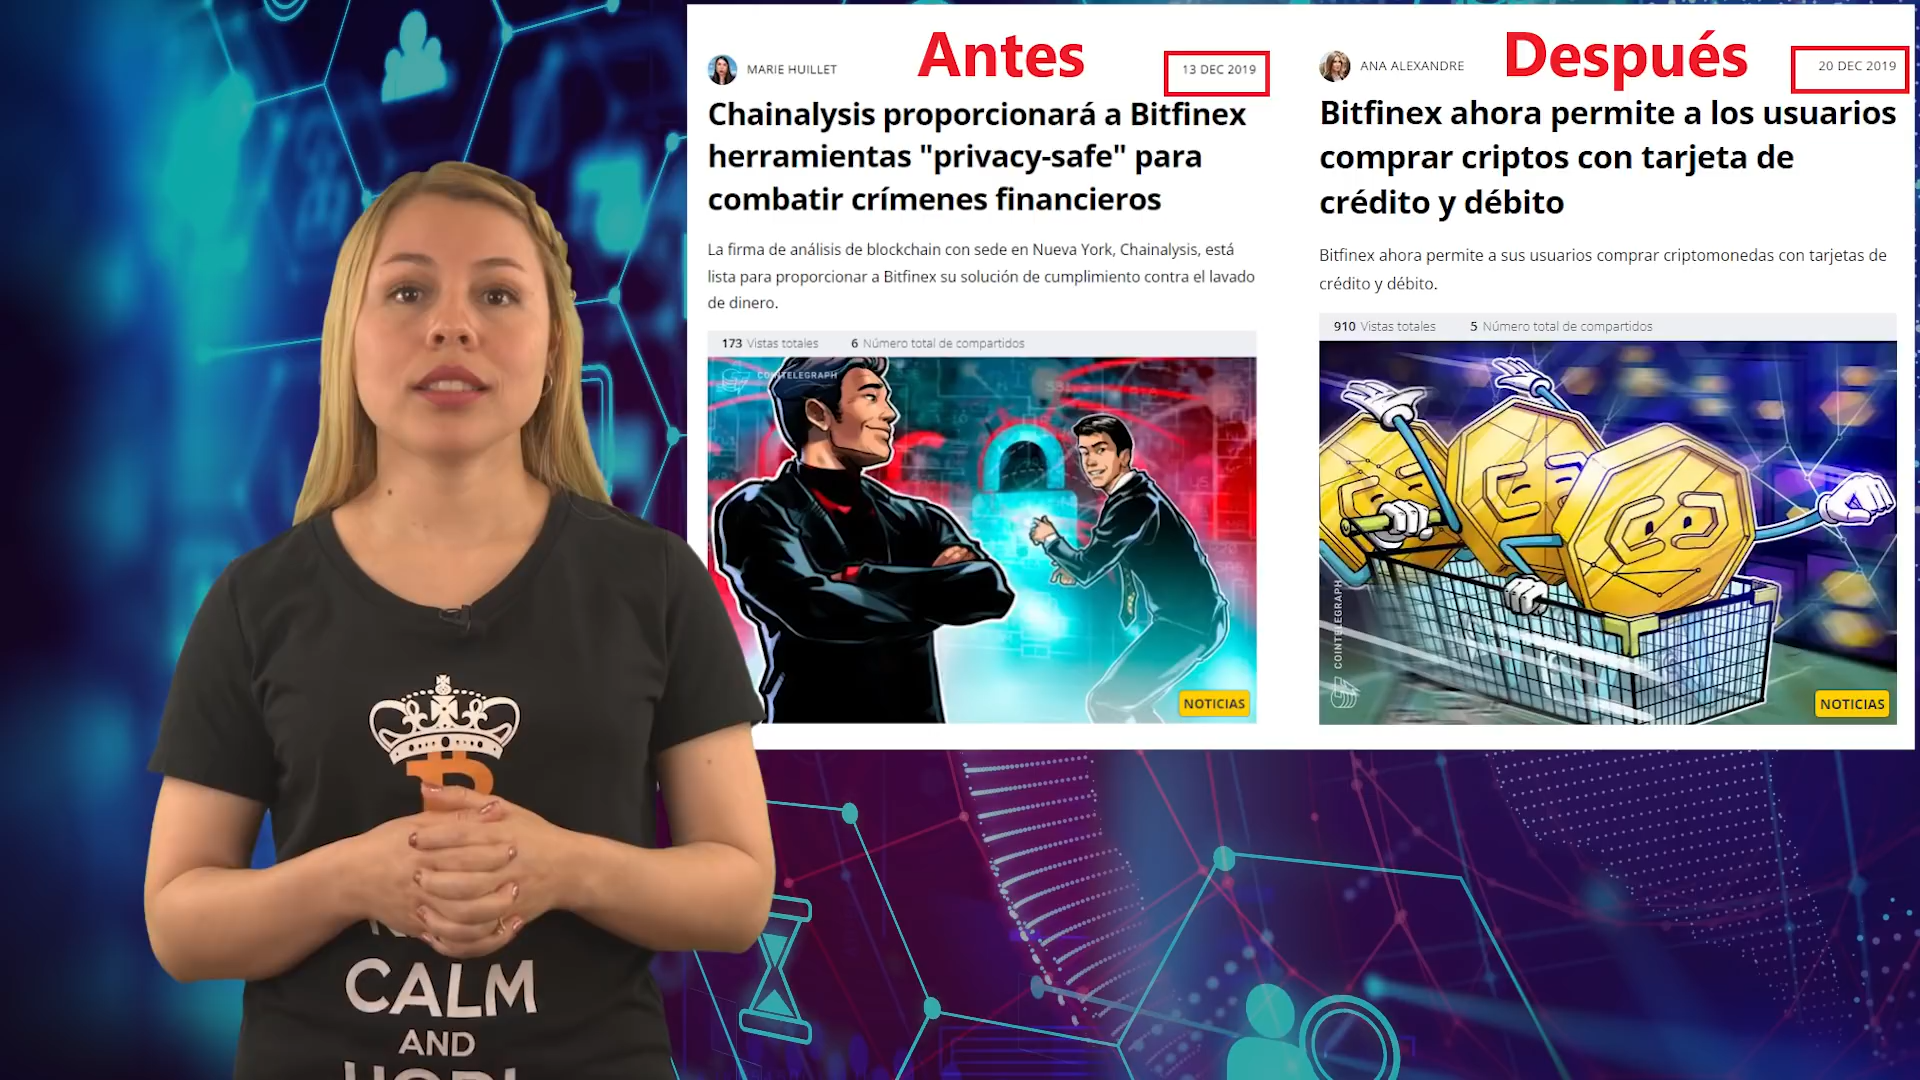 Antes
MARIE HUILLET
13 DEC 2019
Chainalysis proporcionará a Bitfinex
herramientas "privacy-safe" para
combatir crímenes financieros
La firma de análisis de blockchain con sede en Nueva York, Chainalysis, está
lista para proporcionar a Bitfinex su solución de cumplimiento contra el lavado
de dinero.
173 Vistas totales 6 Número total de compartidos
COINTELEGRAPH
NOTICIAS
Después
ANA ALEXANDRE
20 DEC 2019
Bitfinex ahora permite a los usuarios
comprar criptos con tarjeta de
crédito y débito
Bitfinex ahora permite a sus usuarios comprar criptomonedas con tarjetas de
crédito y débito.
910 Vistas totales 5 Número total de compartidos
COINTELEGRAPH
NOTICIAS
CALM
AND